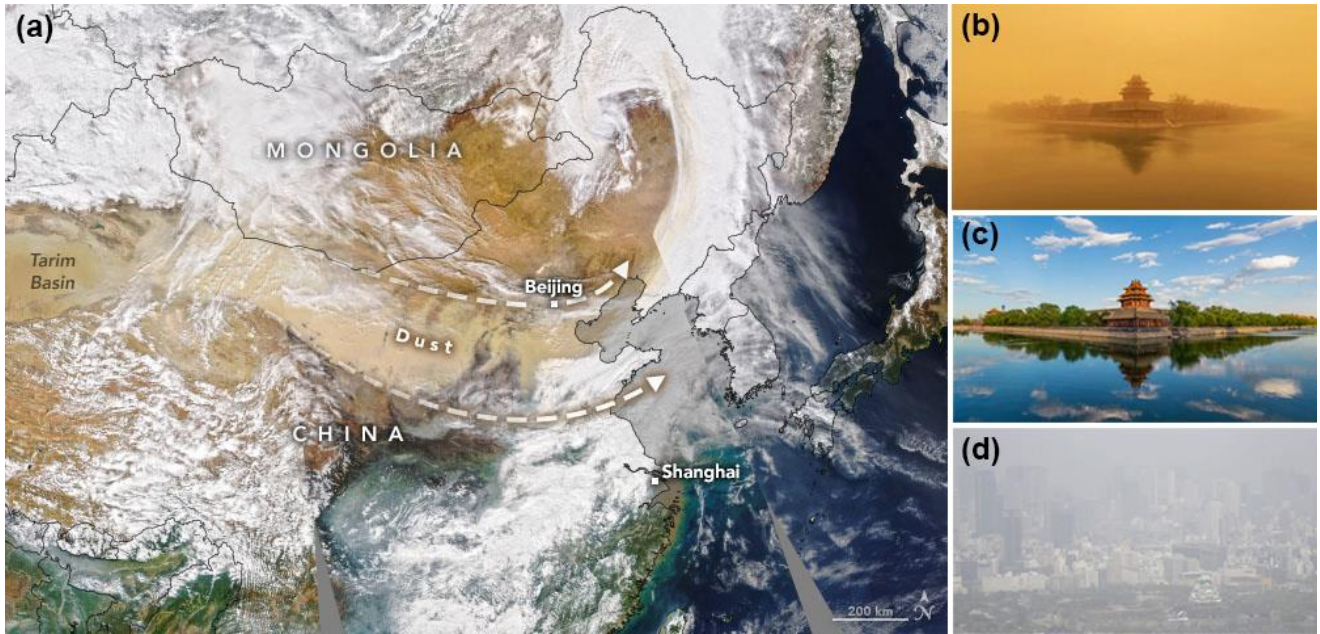 (a)
MONGOLIA
Tarim
Basin
Beijing
Dust
CHINA
Shanghai
200 km
N
(b)
(c)
(d)